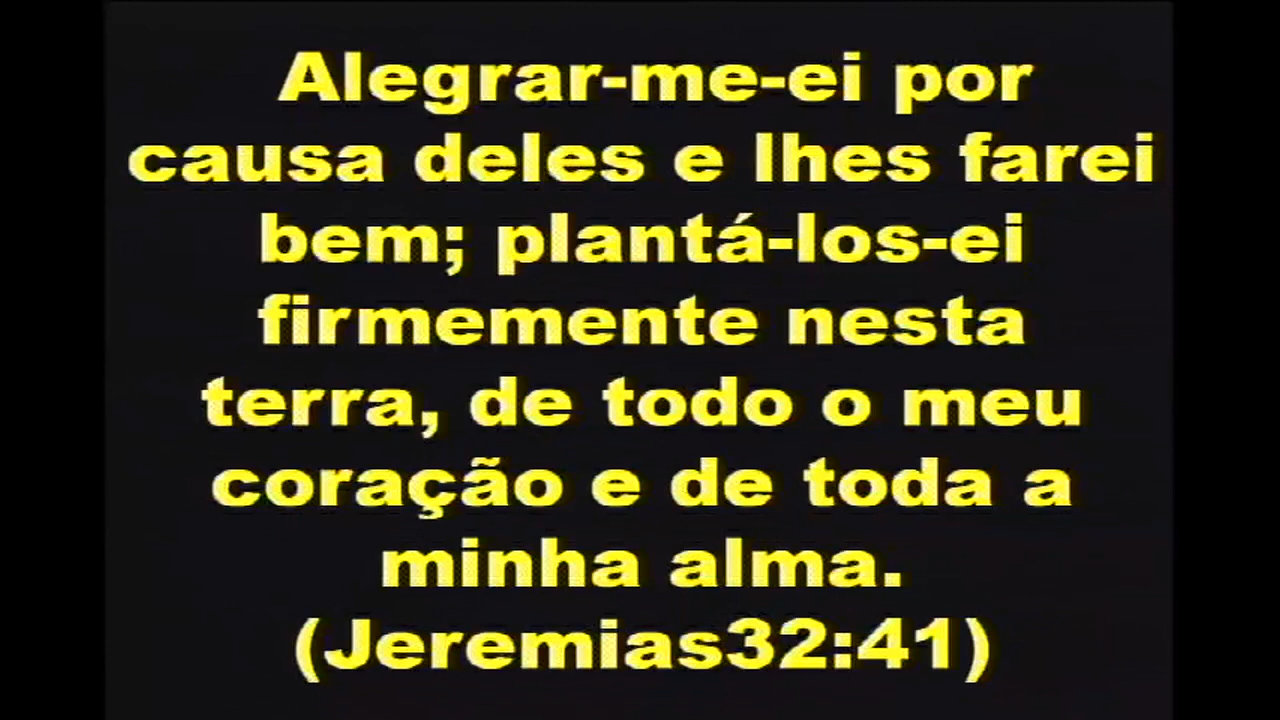 Alegrar-me-ei por
causa deles e lhes farei
bem; plantá-los-ei
firmemente nesta
terra, de todo o meu
coração e de toda a
minha alma.
(Jeremias32:41)